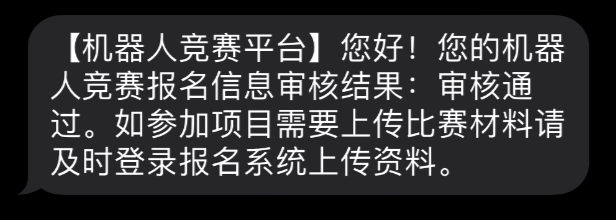 【机器人竞赛平台】您好！您的机器
人竞赛报名信息审核结果：审核通
过。如参加项目需要上传比赛材料请
及时登录报名系统上传资料。